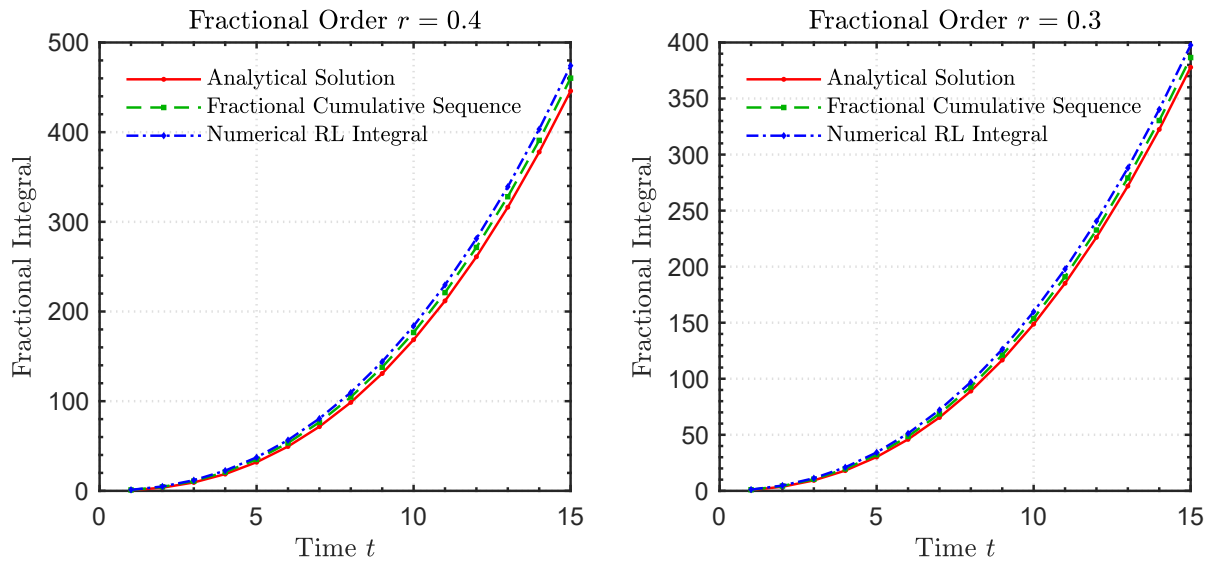 Fractional Order r = 0.4
500
400
300
200
100
0
Fractional Integral
Analytical Solution
Fractional Cumulative Sequence
Numerical RL Integral
0 5 10 15
Time t
Fractional Order r = 0.3
400
350
300
250
200
150
100
50
0
Fractional Integral
Analytical Solution
Fractional Cumulative Sequence
Numerical RL Integral
0 5 10 15
Time t